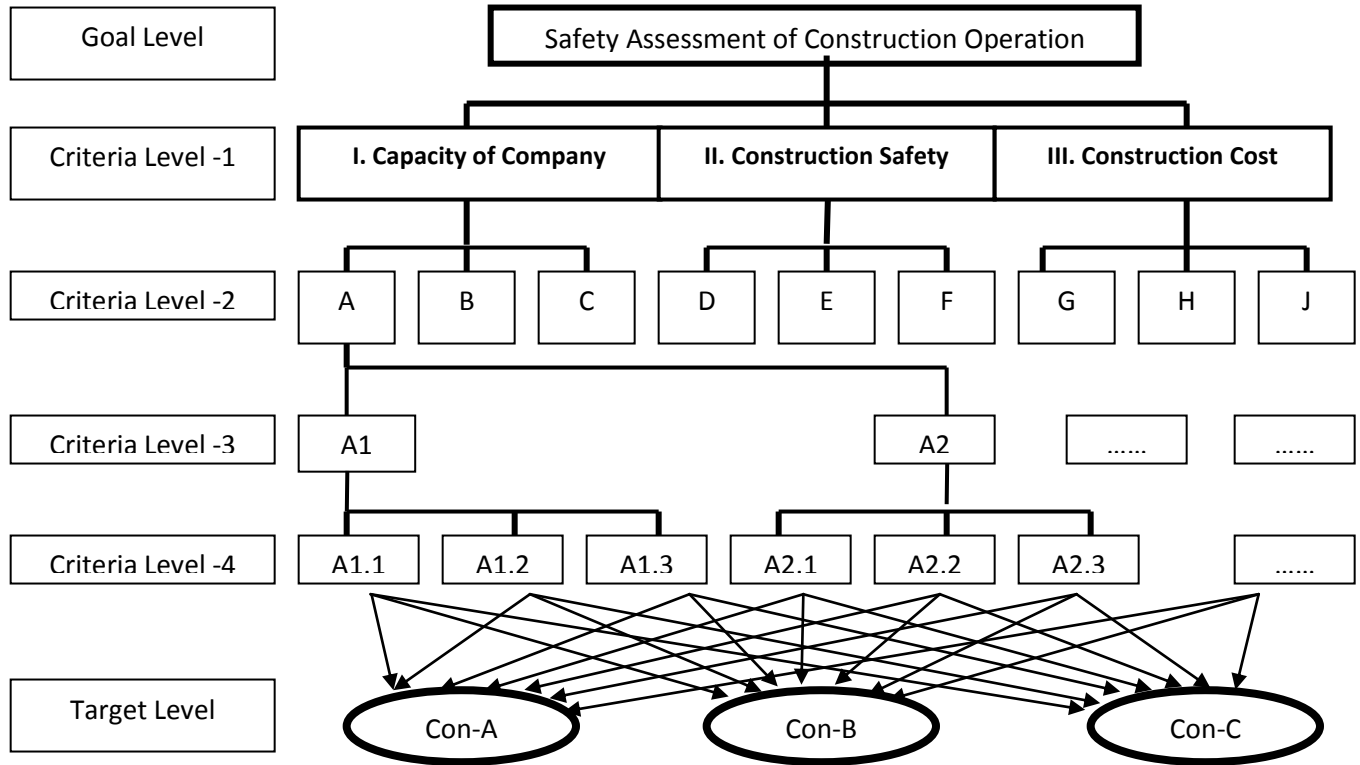 Goal Level
Safety Assessment of Construction Operation
Criteria Level -1
I. Capacity of Company
II. Construction Safety
III. Construction Cost
Criteria Level -2
A
B
C
D
E
F
G
H
J
Criteria Level -3
A1
A2
......
......
Criteria Level -4
A1.1
A1.2
A1.3
A2.1
A2.2
A2.3
......
Target Level
Con-A
Con-B
Con-C